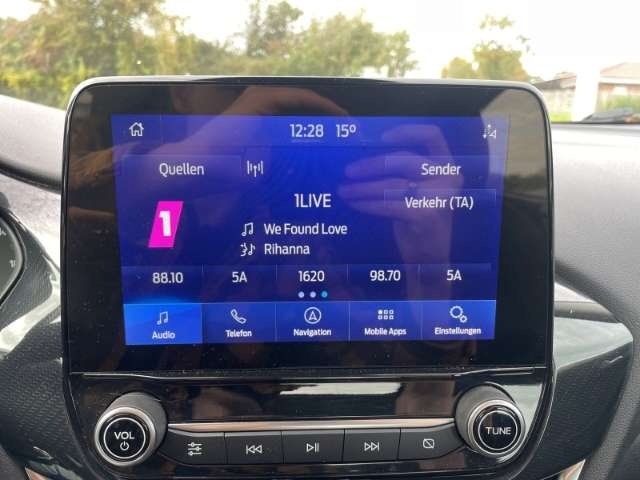 12:28 15°
Quellen
Sender
1LIVE
Verkehr (TA)
1
We Found Love
Rihanna
88.10 5A 1620 98.70 5A
Audio Telefon Navigation Mobile Apps Einstellungen
VOL
TUNE